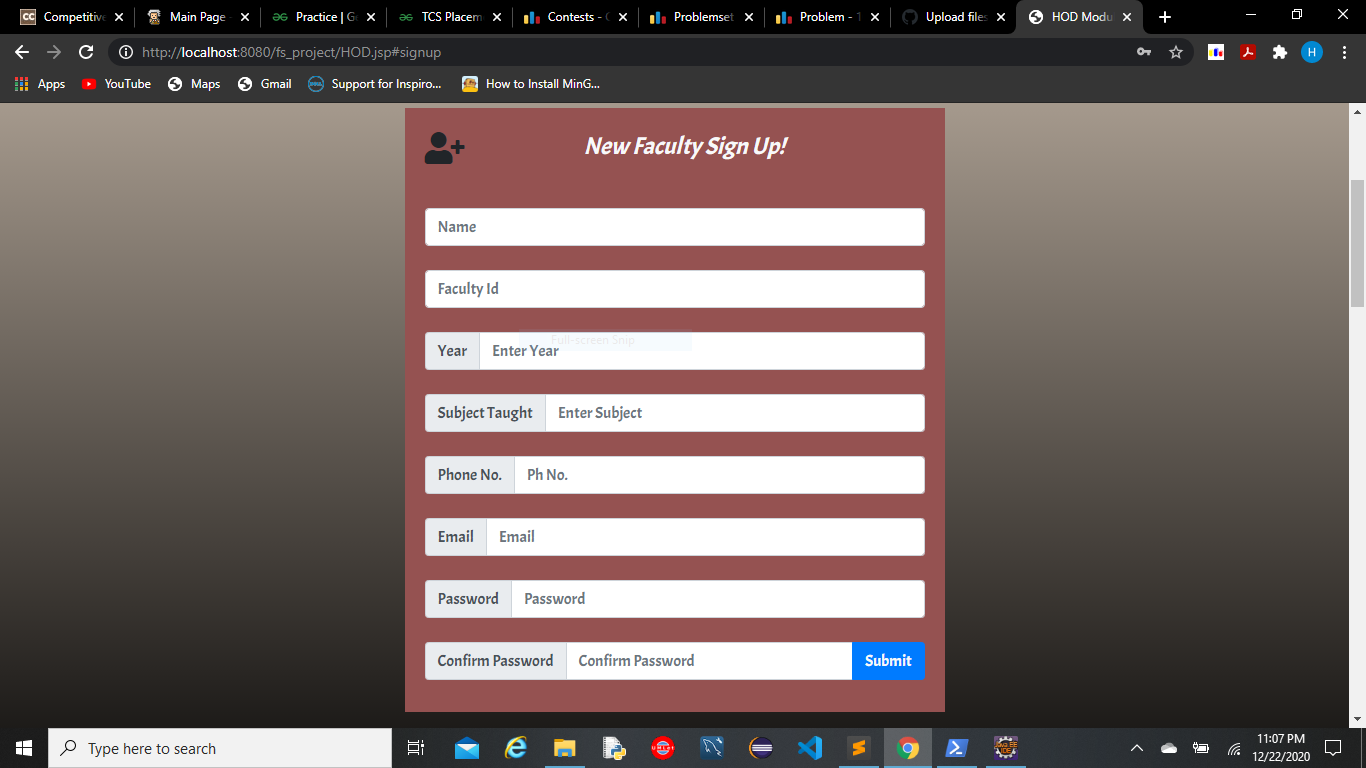 Competitive
Main Page
Practice | G
TCS Placem
Contests - C
Problemset
Problem - T
Upload files
HOD Modu
http://localhost:8080/fs_project/HOD.jsp#signup
H
Apps
YouTube
Maps
Gmail
Support for Inspiro...
How to Install MinG...
New Faculty Sign Up!
Name
Faculty Id
Full-screen Snip
Year
Enter Year
Subject Taught
Enter Subject
Phone No.
Ph No.
Email
Email
Password
Password
Confirm Password
Confirm Password
Submit
Type here to search
11:07 PM
12/22/2020